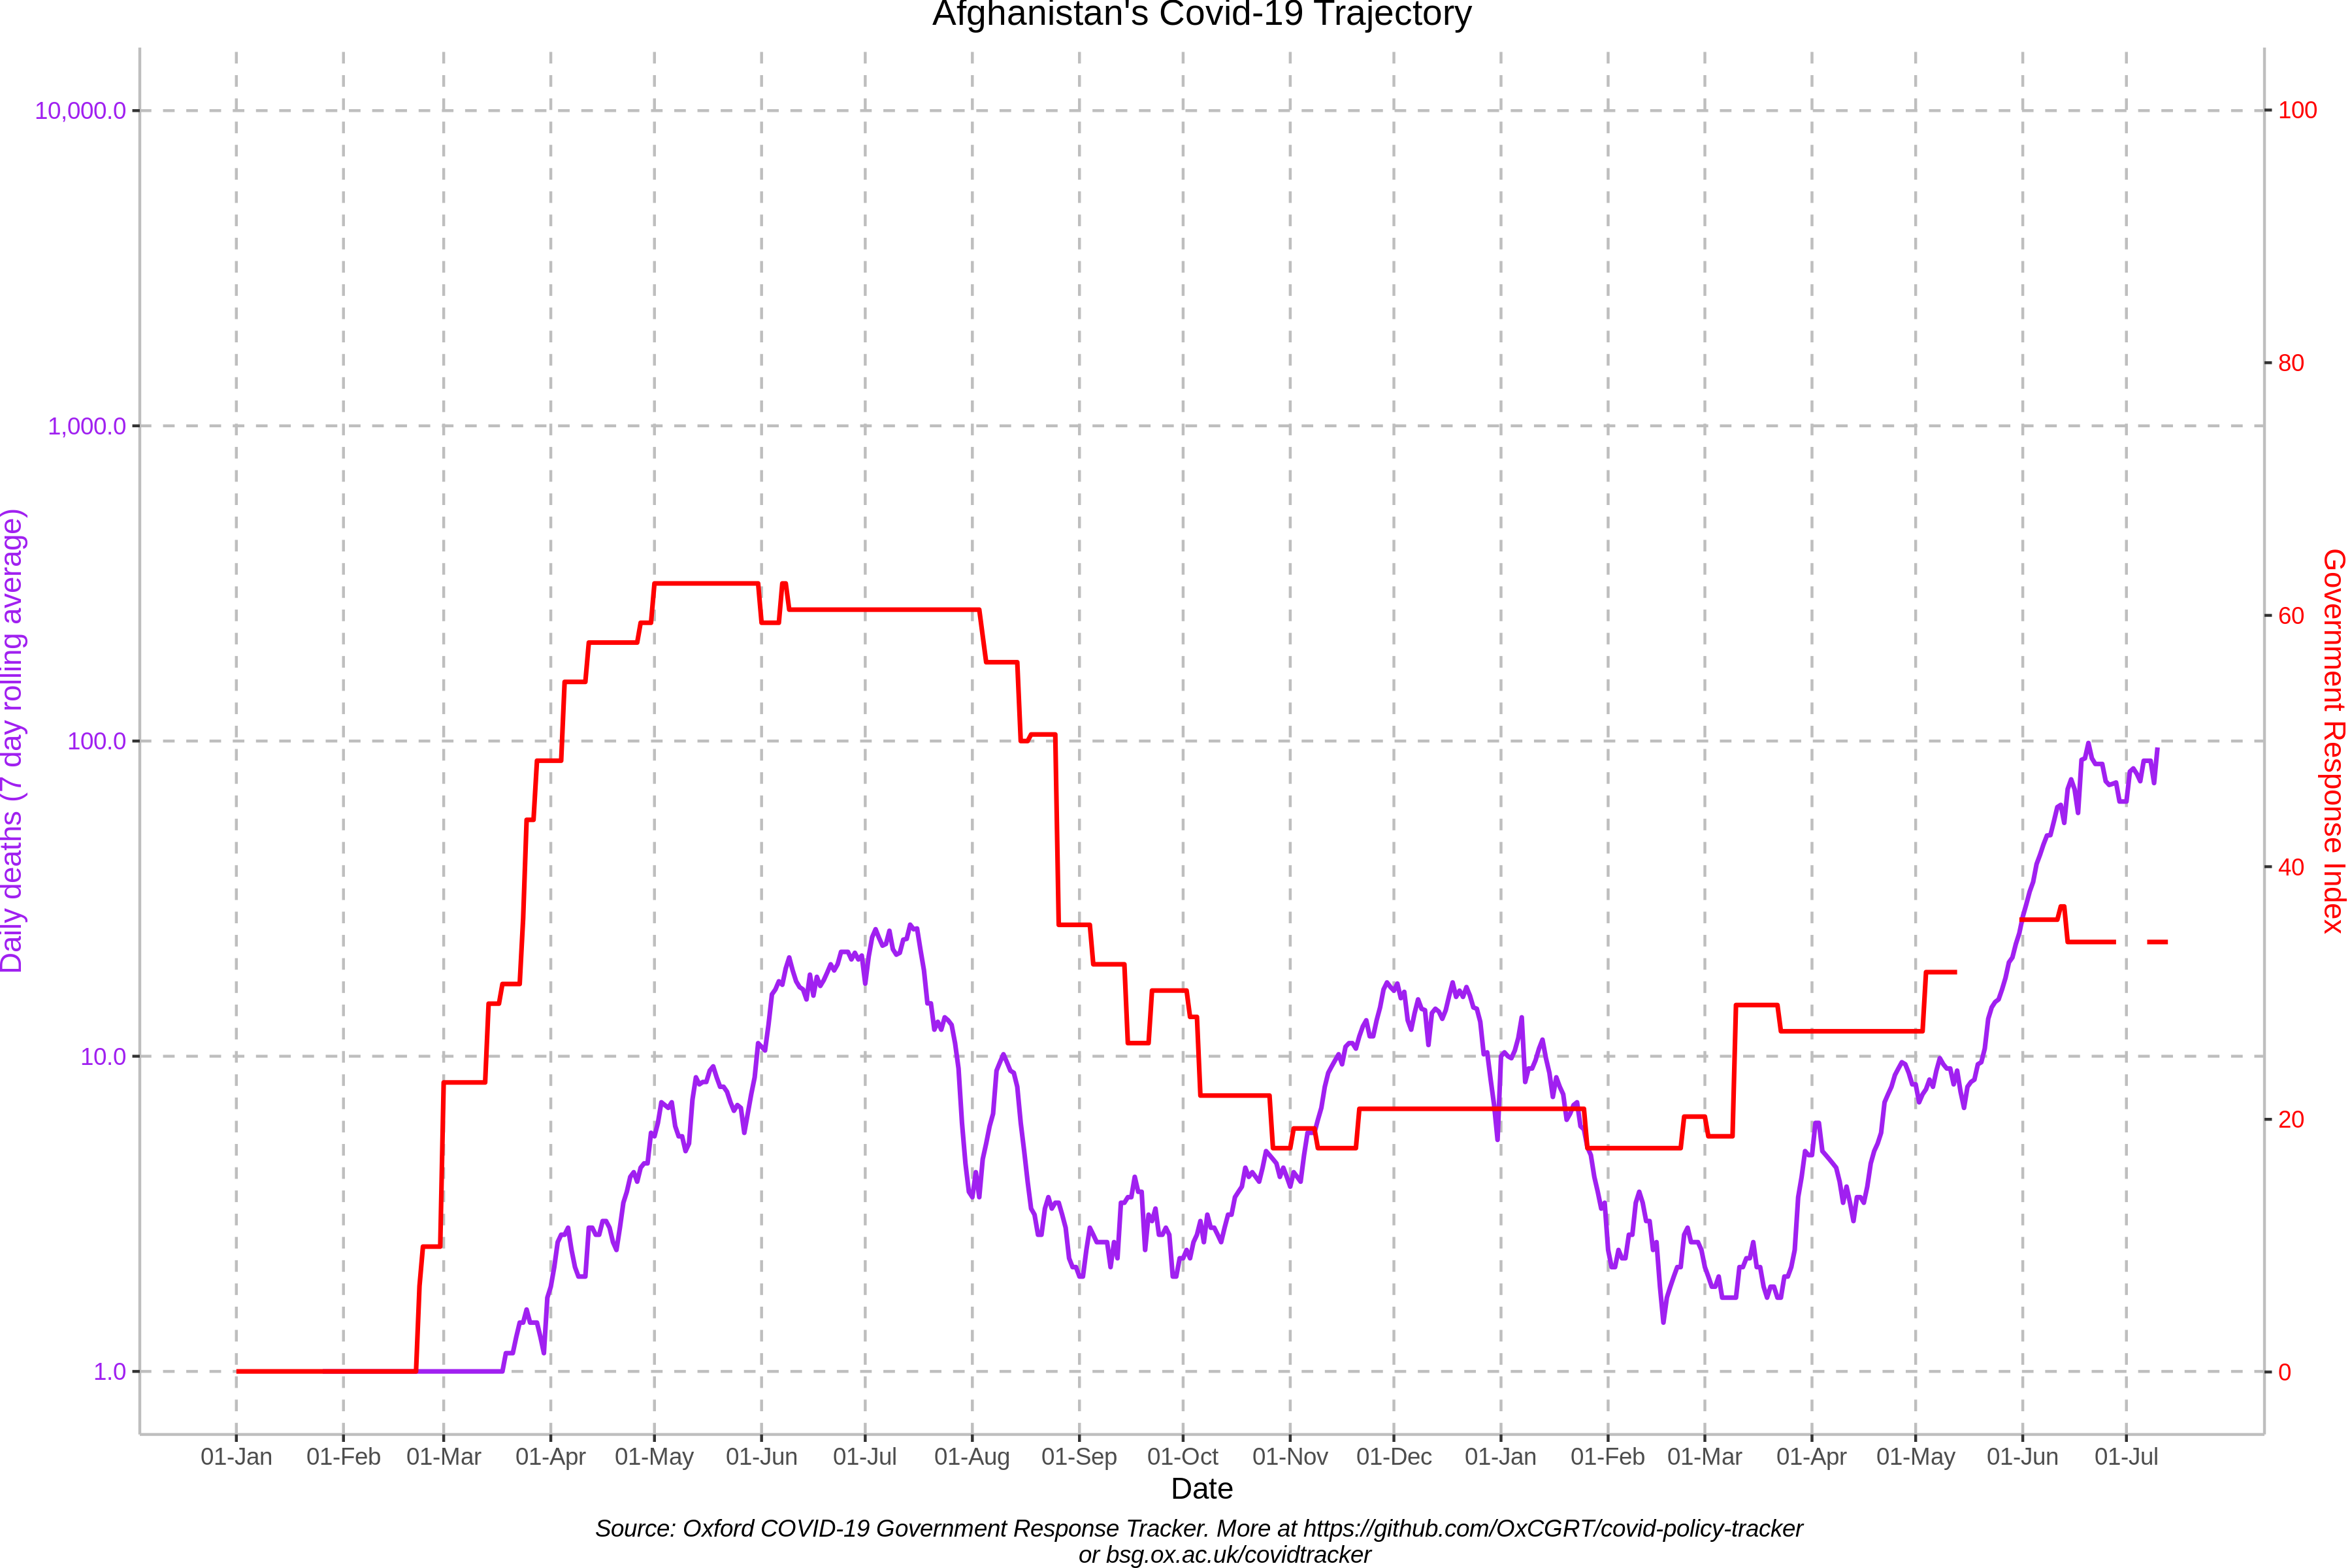 Afghanistan's Covid-19 Trajectory
10,000.0
1,000.0
100.0
10.0
1.0
Daily deaths (7 day rolling average)
100
80
60
40
20
0
Government Response Index
01-Jan 01-Feb 01-Mar 01-Apr 01-May 01-Jun 01-Jul 01-Aug 01-Sep 01-Oct 01-Nov 01-Dec 01-Jan 01-Feb 01-Mar 01-Apr 01-May 01-Jun 01-Jul
Date
Source: Oxford COVID-19 Government Response Tracker. More at https://github.com/OxCGRT/covid-policy-tracker
or bsg.ox.ac.uk/covidtracker